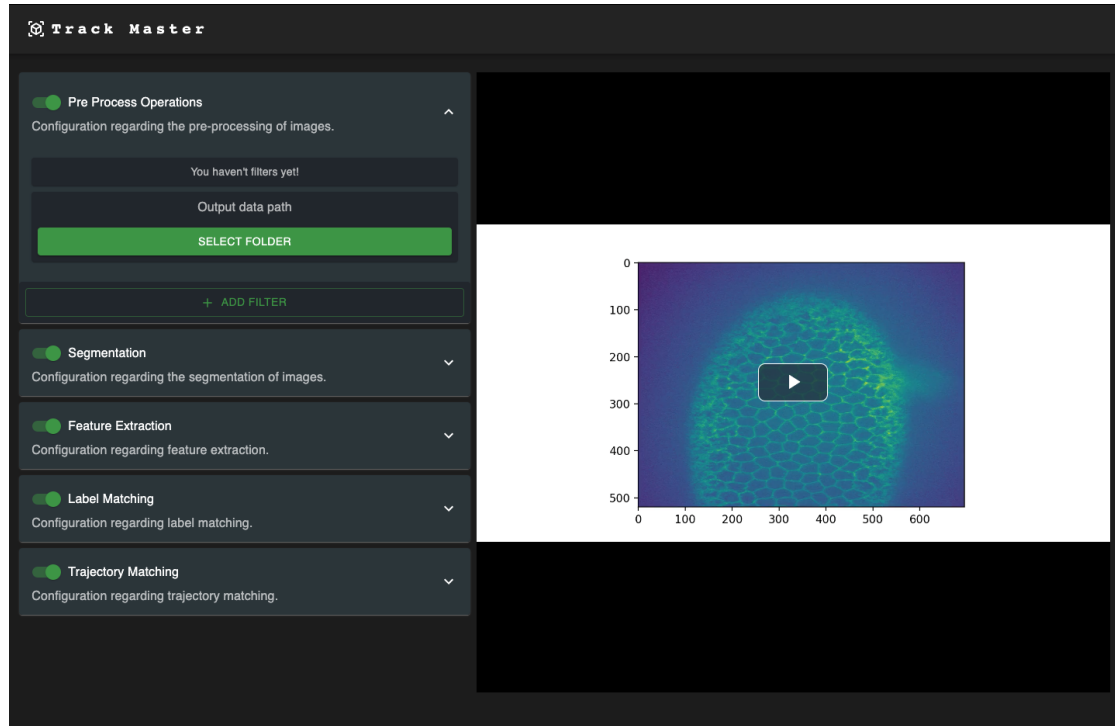 Track Master
Pre Process Operations
Configuration regarding the pre-processing of images.
You haven't filters yet!
Output data path
SELECT FOLDER
+ ADD FILTER
Segmentation
Configuration regarding the segmentation of images.
Feature Extraction
Configuration regarding feature extraction.
Label Matching
Configuration regarding label matching.
Trajectory Matching
Configuration regarding trajectory matching.
0
100
200
300
400
500
0 100 200 300 400 500 600